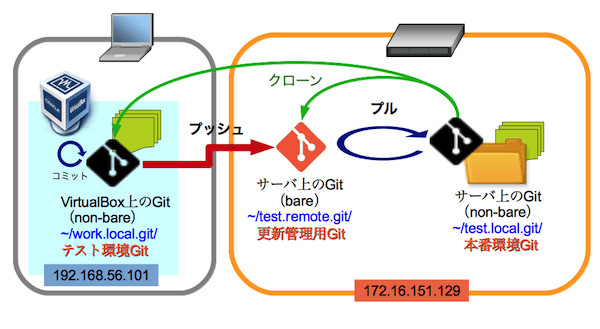 クローン
プッシュ
プル
コミット
VirtualBox上のGit
(non-bare)
~/work.local.git/
テスト環境Git
192.168.56.101
サーバ上のGit
(bare)
~/test.remote.git/
更新管理用Git
サーバ上のGit
(non-bare)
~/test.local.git/
本番環境Git
172.16.151.129